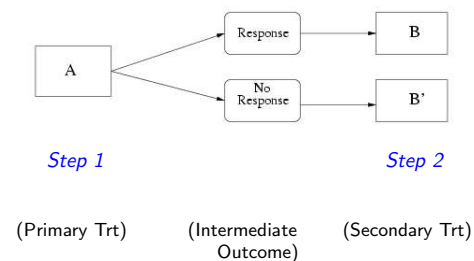 Response
B
A
No
Response
B'
Step 1
Step 2
(Primary Trt)
(Intermediate
Outcome)
(Secondary Trt)